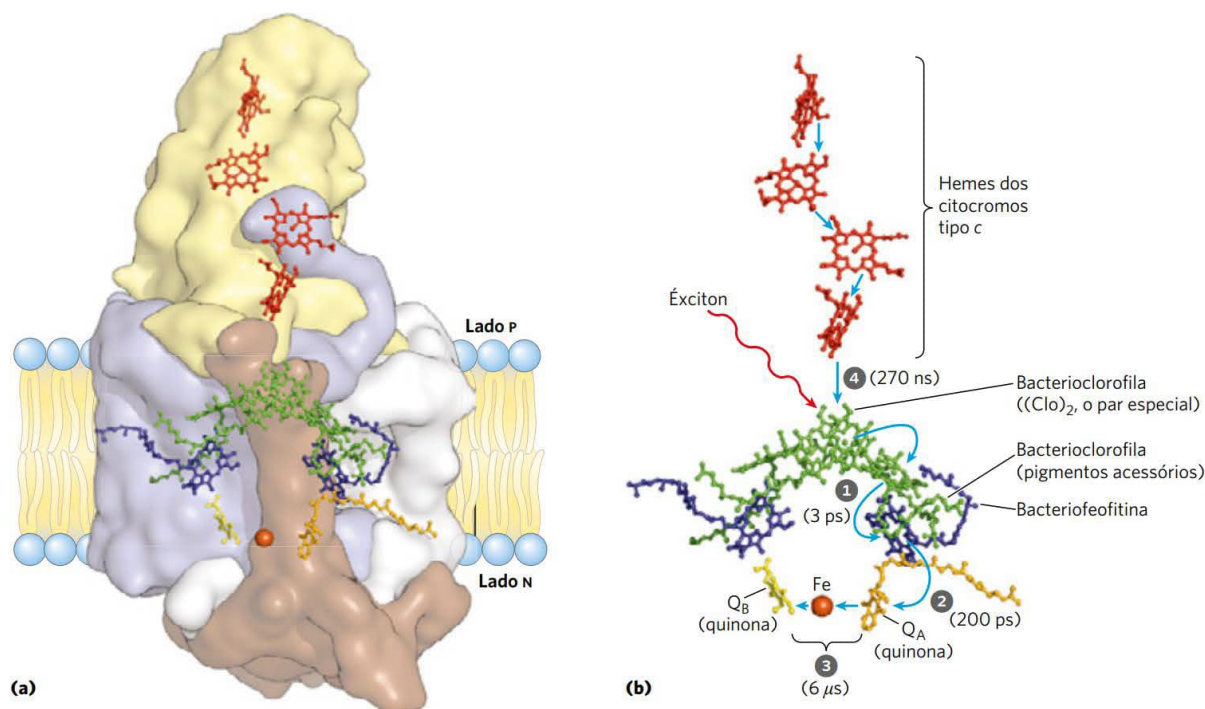 Lado P
Lado N
(a)
Hemes dos
citocromos
tipo c
Éxciton
4 (270 ns)
Bacterioclorofila
((Clo)2, o par especial)
Bacterioclorofila
(pigmentos acessórios)
Bacteriofeofitina
1
(3 ps)
Fe
2
(200 ps)
QB
(quinona)
QA
(quinona)
3
(6 μs)
(b)